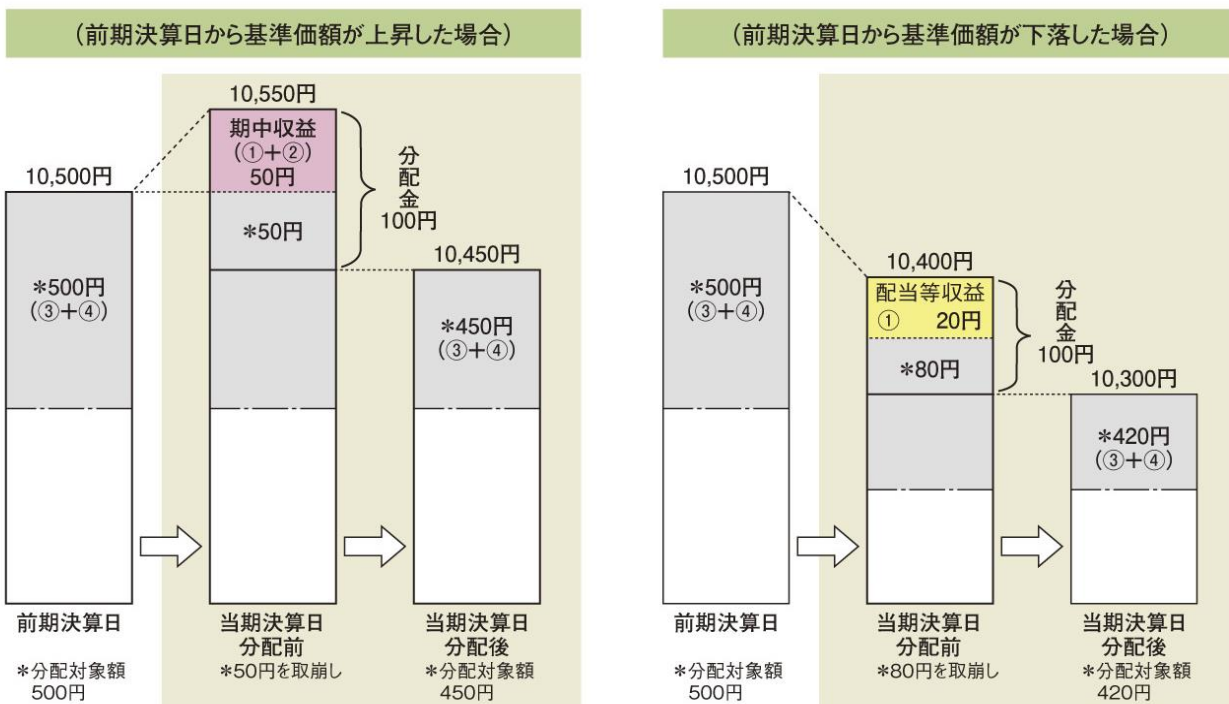 (前期決算日から基準価額が上昇した場合)
10,550円
期中収益
(①+②)
50円
*50円
分配金
100円
10,500円
*500円
(③+④)
10,450円
*450円
(③+④)
前期決算日
*分配対象額
500円
当期決算日
分配前
*50円を取崩し
当期決算日
分配後
*分配対象額
450円
(前期決算日から基準価額が下落した場合)
10,500円
*500円
(③+④)
10,400円
配当等収益
① 20円
*80円
分配金
100円
10,300円
*420円
(③+④)
前期決算日
*分配対象額
500円
当期決算日
分配前
*80円を取崩し
当期決算日
分配後
*分配対象額
420円